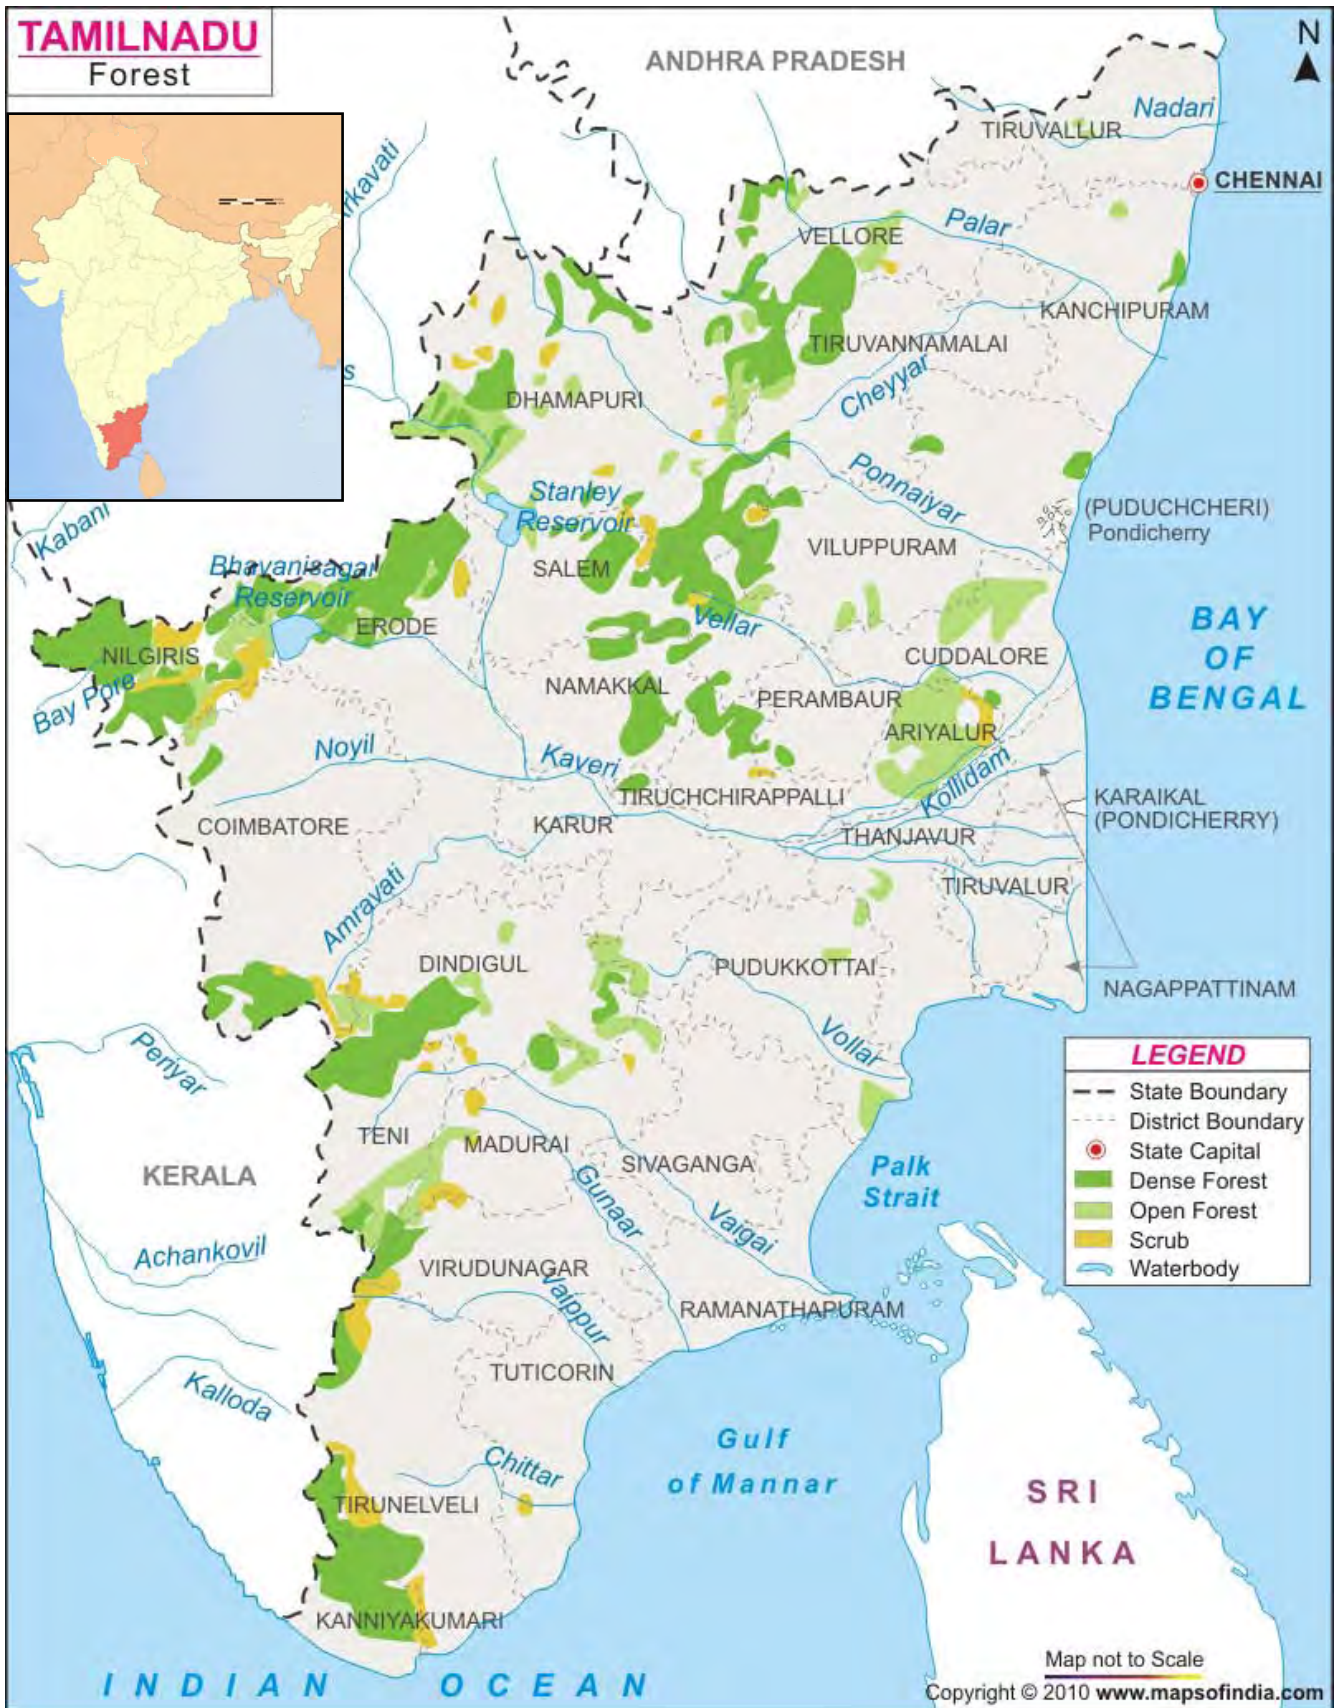 TAMILNADU
Forest
N
ANDHRA PRADESH
Nadari
TIRUVALLUR
CHENNAI
Palar
VELLORE
KANCHIPURAM
TIRUVANNAMALAI
Cheyyar
DHAMAPURI
Ponnaiyar
Stanley
Reservoir
(PUDUCHCHERI)
Pondicherry
Kabani
VILUPPURAM
SALEM
Bhavanisagar
Reservoir
ERODE
Vellar
BAY
OF
BENGAL
NILGIRIS
CUDDALORE
Bay Pore
NAMAKKAL
PERAMBAUR
ARIYALUR
Noyil
Kaveri
Kollidam
TIRUCHCHIRAPPALLI
KARAIKAL
(PONDICHERRY)
COIMBATORE
KARUR
THANJAVUR
TIRUVALUR
Amravati
DINDIGUL
PUDUKKOTTAI
NAGAPPATTINAM
Vollar
Periyar
LEGEND
State Boundary
District Boundary
State Capital
Dense Forest
Open Forest
Scrub
Waterbody
TENI
MADURAI
SIVAGANGA
KERALA
Palk
Strait
Gunaar
Vaigai
Achankovil
VIRUDUNAGAR
Vaippur
RAMANATHAPURAM
TUTICORIN
Kalloda
Gulf
of Mannar
Chittar
TIRUNELVELI
SRI
LANKA
KANNIYAKUMARI
INDIAN OCEAN
Map not to Scale
Copyright © 2010 www.mapsofindia.com